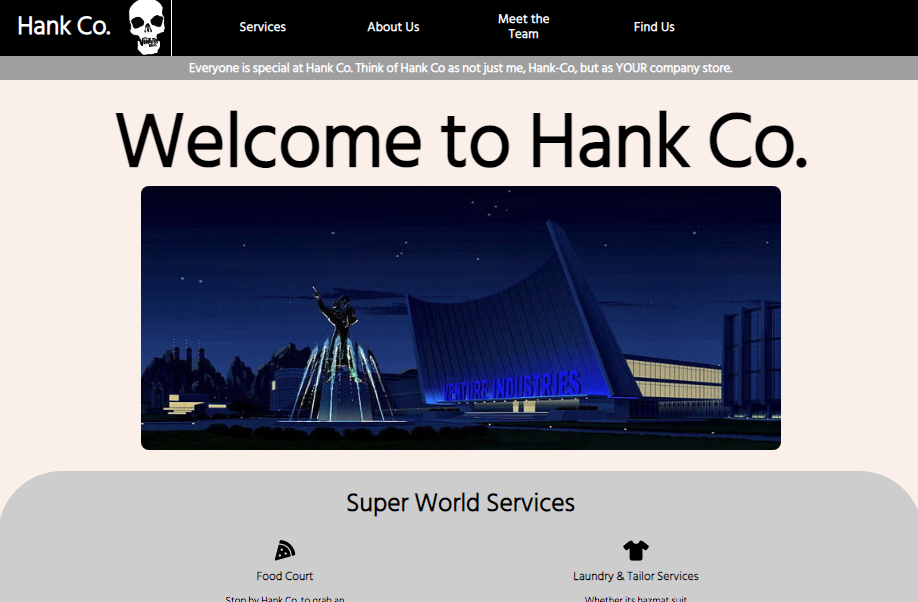 Hank Co.
Services
About Us
Meet the
Team
Find Us
Everyone is special at Hank Co. Think of Hank Co as not just me, Hank-Co, but as YOUR company store.
Welcome to Hank Co.
VENTURE INDUSTRIES
Super World Services
Food Court
Laundry & Tailor Services
Stop by Hank Co. to grab an
Whether its hazmat suit